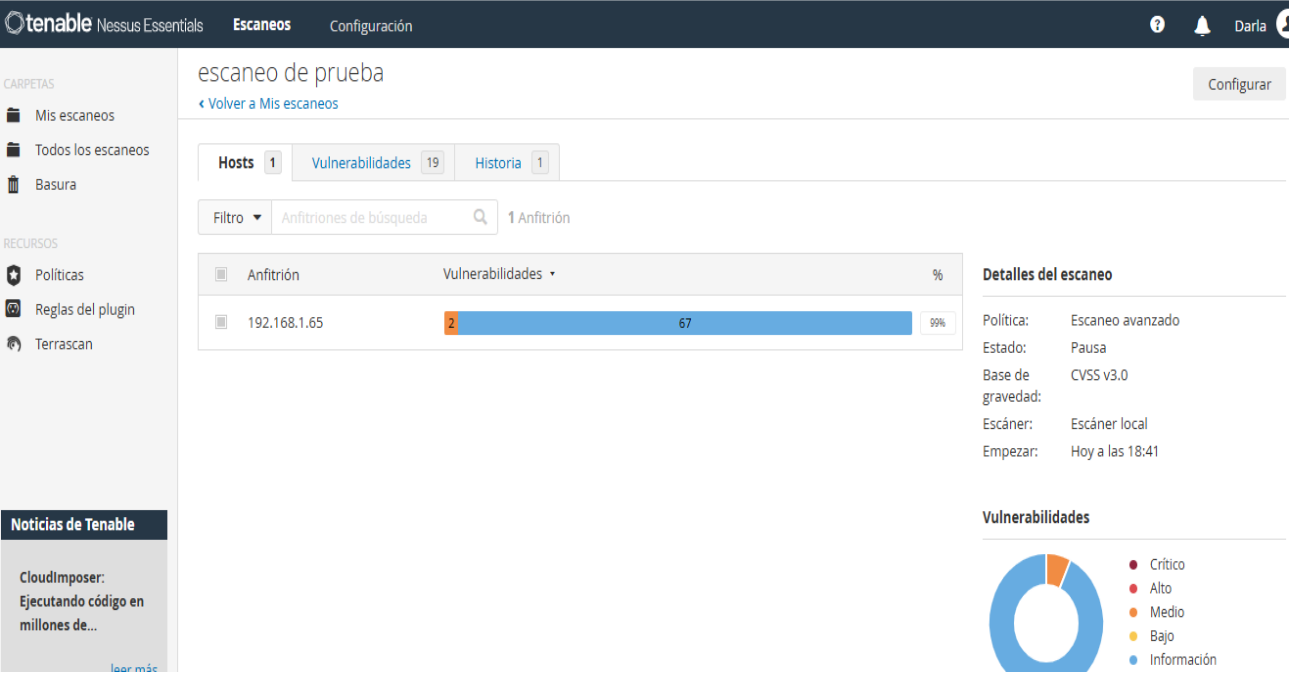 tenable Nessus Essentials Escaneos Configuración ? Darla
CARPETAS
Mis escaneos
Todos los escaneos
Basura
RECURSOS
Políticas
Reglas del plugin
Terrascan
Noticias de Tenable
CloudImposer:
Ejecutando código en
millones de...
leer más
escaneo de prueba
Configurar
‹ Volver a Mis escaneos
Hosts 1 Vulnerabilidades 19 Historia 1
Filtro Anfitriones de búsqueda 1 Anfitrión
Anfitrión Vulnerabilidades %
192.168.1.65 2 67 99%
Detalles del escaneo
Política: Escaneo avanzado
Estado: Pausa
Base de CVSS v3.0
gravedad:
Escáner: Escáner local
Empezar: Hoy a las 18:41
Vulnerabilidades
Crítico
Alto
Medio
Bajo
Información